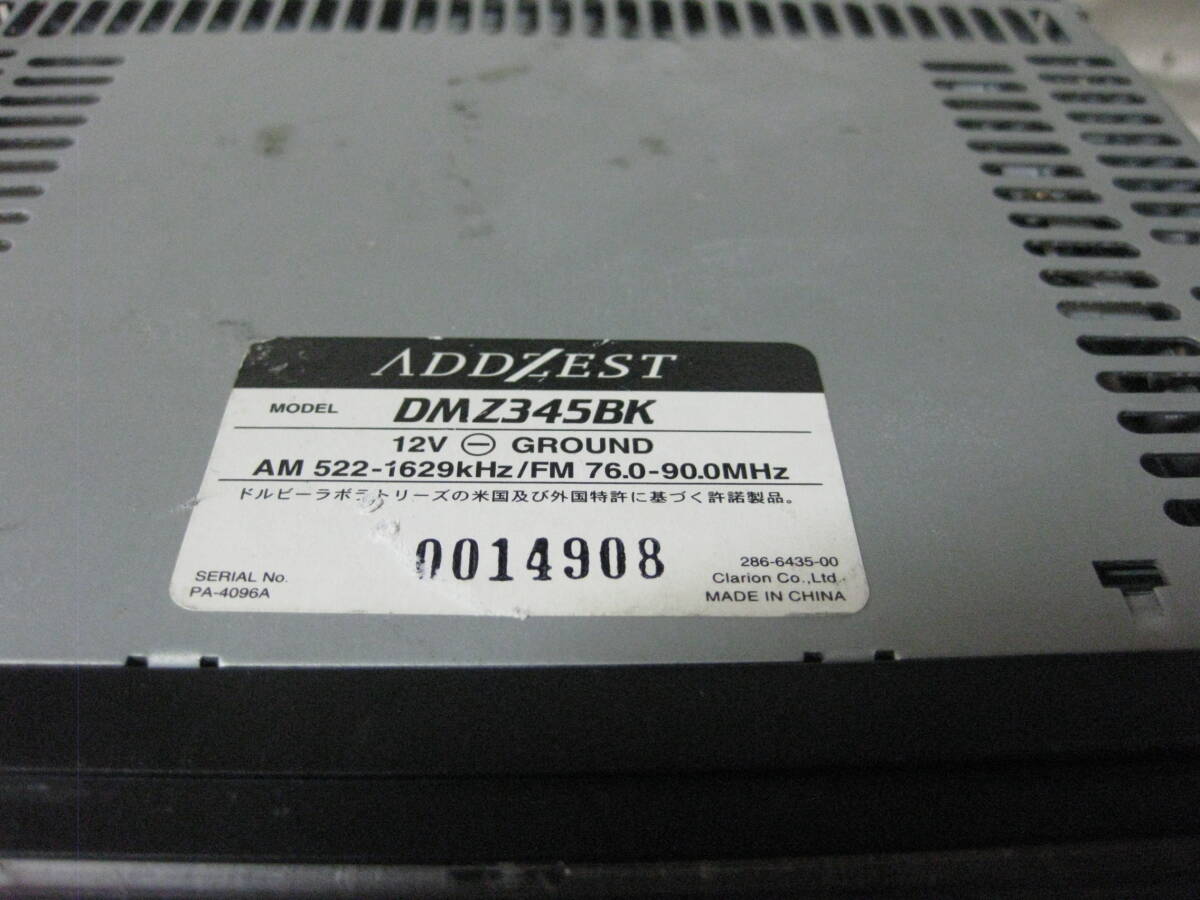 ADDZEST
MODEL DMZ345BK
12V ⊖ GROUND
AM 522-1629kHz/FM 76.0-90.0MHz
ドルビーラボラトリーズの米国及び外国特許に基づく許諾製品。
0014908
286-6435-00
SERIAL No. Clarion Co.,Ltd.
PA-4096A MADE IN CHINA